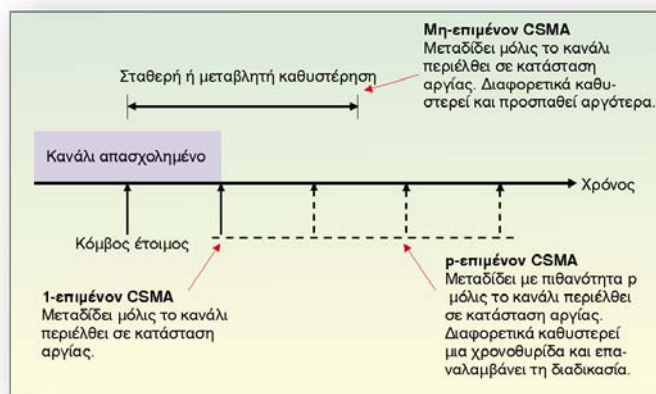 Μη-επιμένον CSMA
Μεταδίδει μόλις το κανάλι
περιέλθει σε κατάσταση
αργίας. Διαφορετικά καθυ-
στερεί και προσπαθεί αργότερα.
Σταθερή ή μεταβλητή καθυστέρηση
Κανάλι απασχολημένο
Χρόνος
Κόμβος έτοιμος
1-επιμένον CSMA
Μεταδίδει μόλις το κανάλι
περιέλθει σε κατάσταση
αργίας.
p-επιμένον CSMA
Μεταδίδει με πιθανότητα p
μόλις το κανάλι περιέλθει
σε κατάσταση αργίας.
Διαφορετικά καθυστερεί
μια χρονοθυρίδα και επα-
ναλαμβάνει τη διαδικασία.